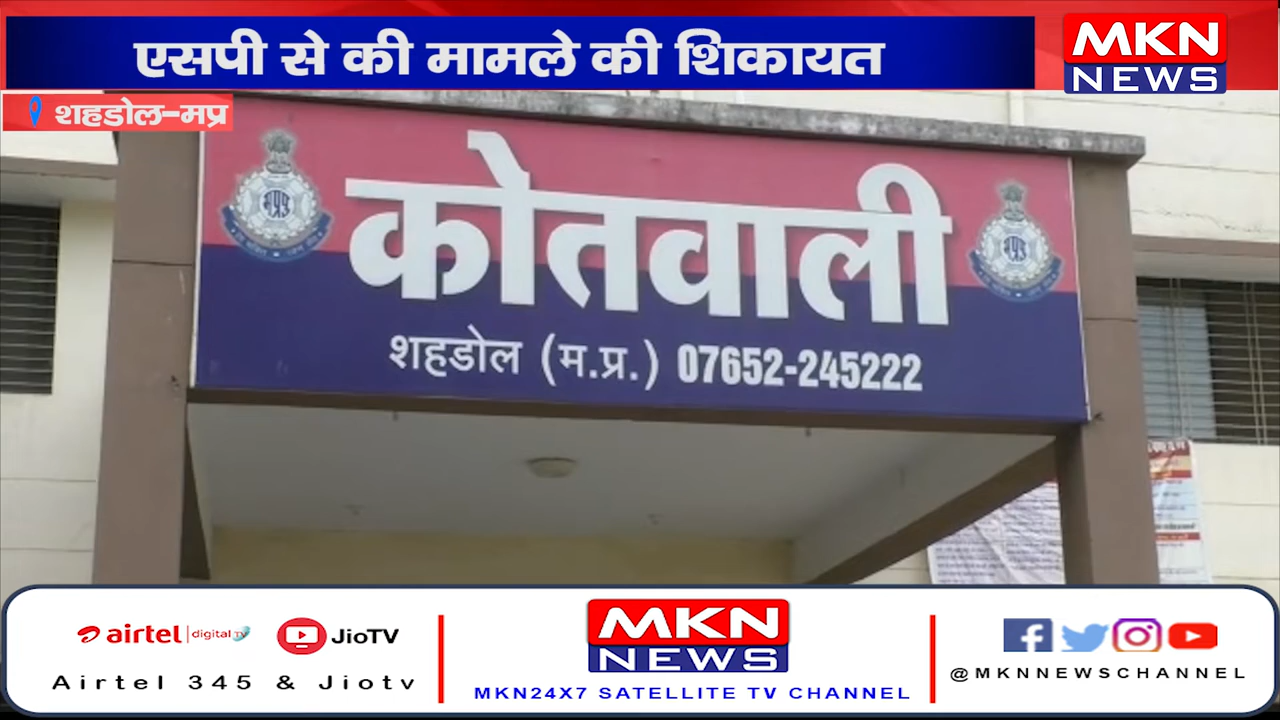 एसपी से की मामले की शिकायत
MKN
NEWS
शहडोल-मप्र
कोतवाली
शहडोल (म.प्र.) 07652-245222
airtel digital TV
JioTV
Airtel 345 & Jiotv
MKN
NEWS
MKN24X7 SATELLITE TV CHANNEL
@MKNNEWSCHANNEL